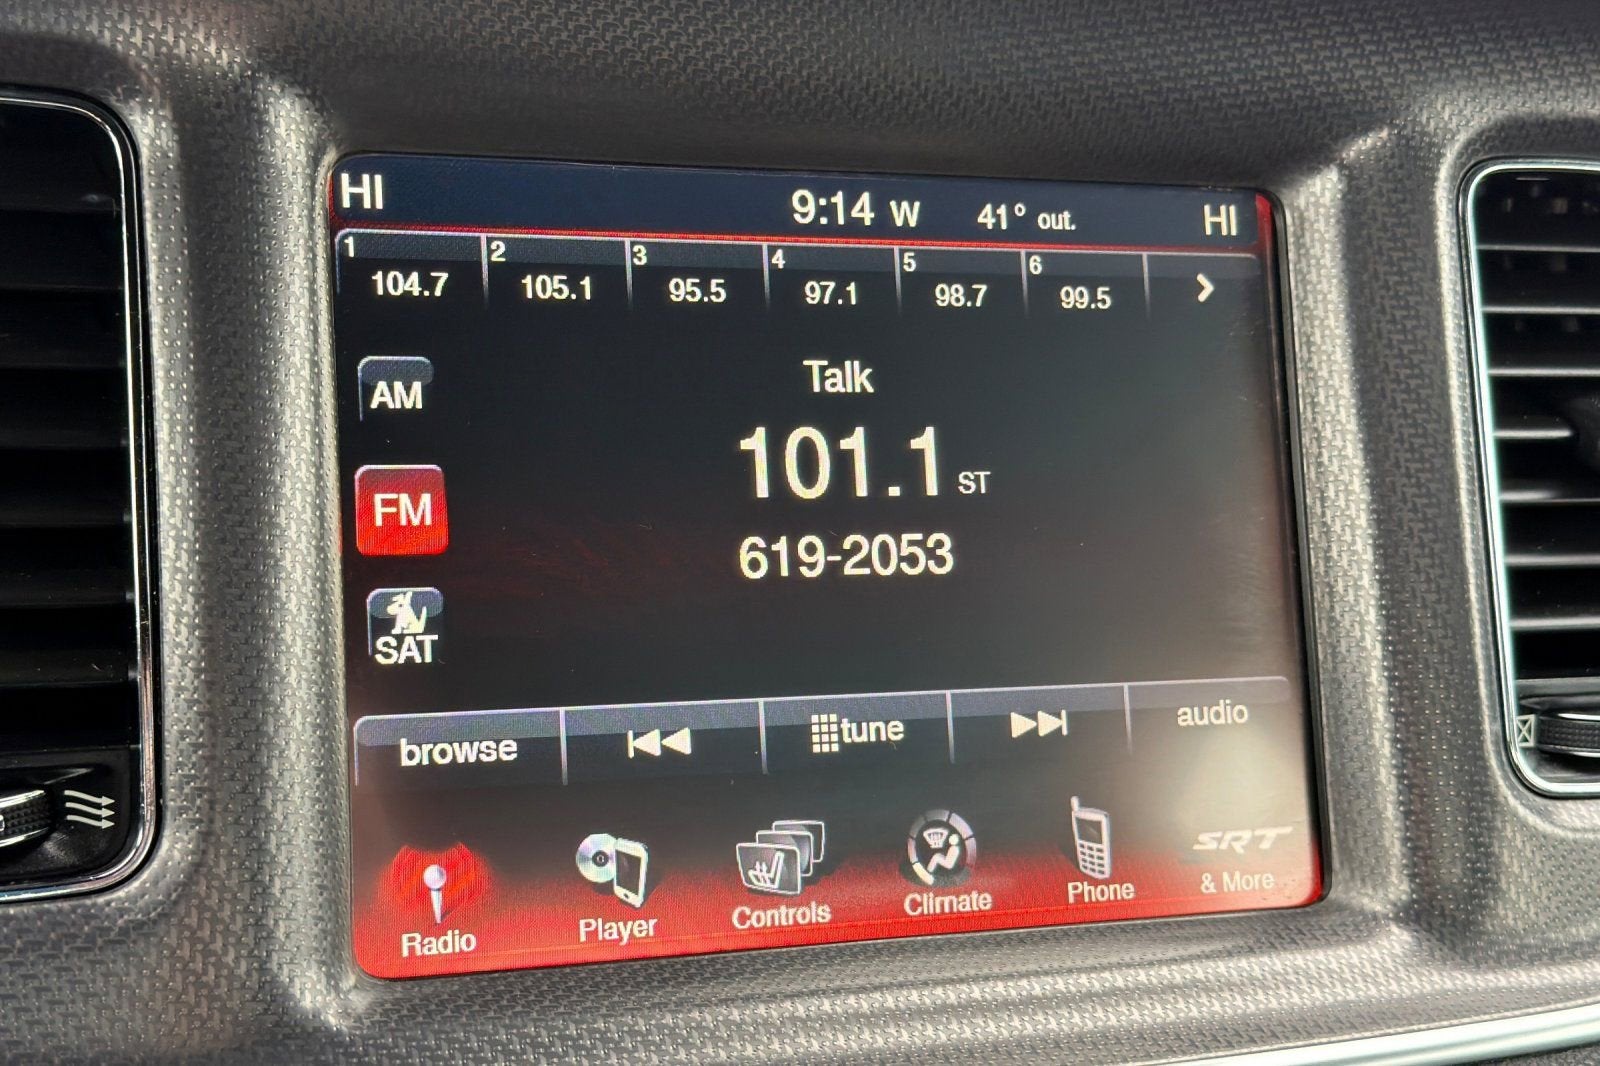 HI 9:14 W 41° out. HI
1 2 3 4 5 6
104.7 105.1 95.5 97.1 98.7 99.5
AM
Talk
101.1 ST
FM
619-2053
SAT
browse tune audio
SRT
Radio Player Controls Climate Phone & More